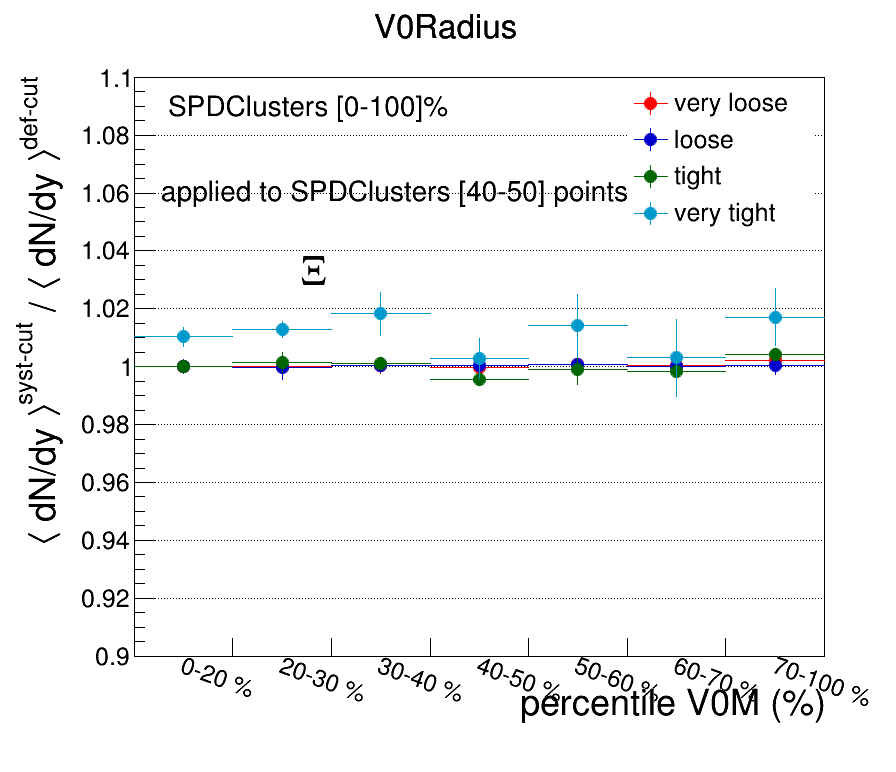 V0Radius
⟨ dN/dy ⟩^syst-cut / ⟨ dN/dy ⟩^def-cut
1.1
1.08
1.06
1.04
1.02
1
0.98
0.96
0.94
0.92
0.9
SPDClusters [0-100]%
applied to SPDClusters [40-50] points
Ξ
very loose
loose
tight
very tight
0-20 %
20-30 %
30-40 %
40-50 %
50-60 %
60-70 %
70-100 %
percentile V0M (%)